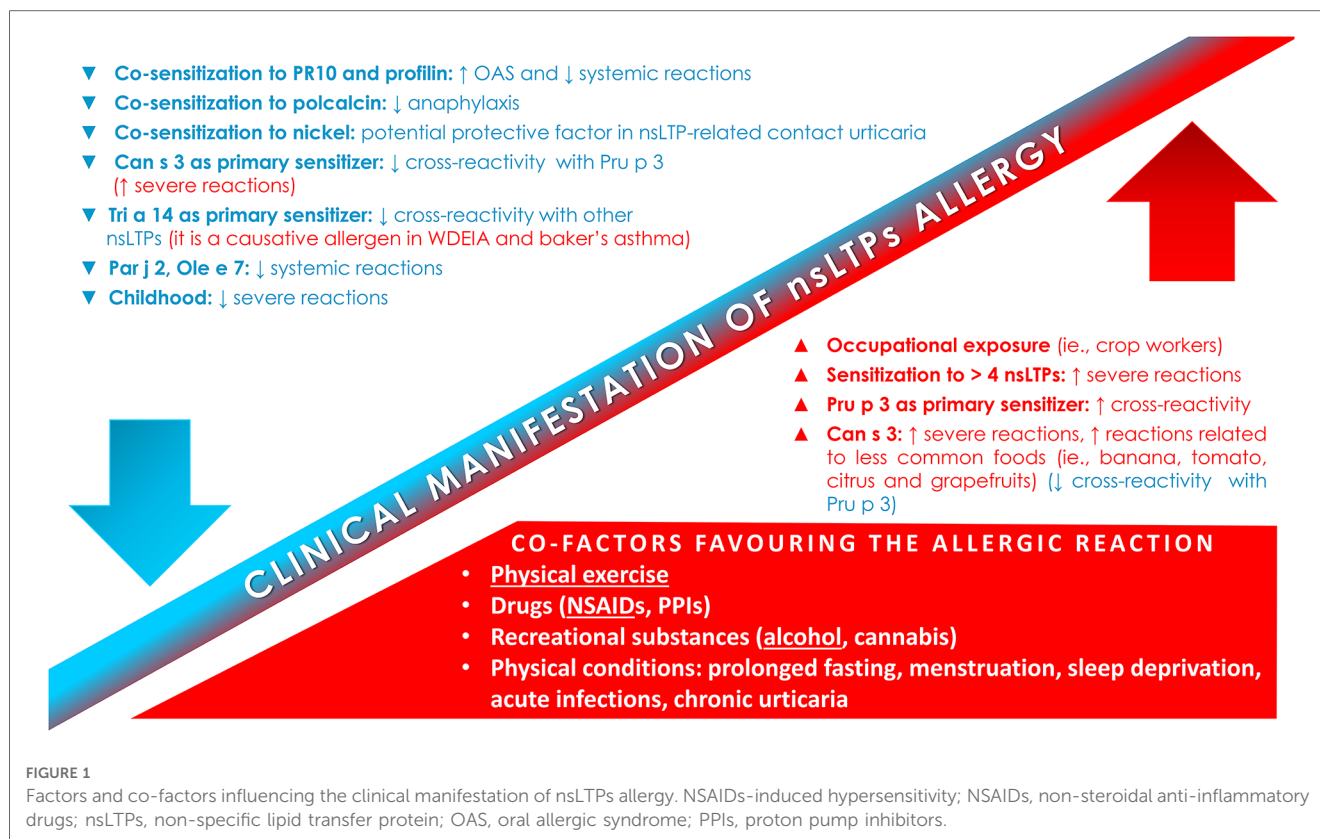 ▼ Co-sensitization to PR10 and profilin: ↑ OAS and ↓ systemic reactions
▼ Co-sensitization to polcalcin: ↓ anaphylaxis
▼ Co-sensitization to nickel: potential protective factor in nsLTP-related contact urticaria
▼ Can s 3 as primary sensitizer: ↓ cross-reactivity with Pru p 3
(↑ severe reactions)
▼ Tri a 14 as primary sensitizer: ↓ cross-reactivity with other
nsLTPs (it is a causative allergen in WDEIA and baker's asthma)
▼ Par j 2, Ole e 7: ↓ systemic reactions
▼ Childhood: ↓ severe reactions
CLINICAL MANIFESTATION OF nsLTPs ALLERGY
▲ Occupational exposure (ie., crop workers)
▲ Sensitization to > 4 nsLTPs: ↑ severe reactions
▲ Pru p 3 as primary sensitizer: ↑ cross-reactivity
▲ Can s 3: ↑ severe reactions, ↑ reactions related
to less common foods (ie., banana, tomato,
citrus and grapefruits) (↓ cross-reactivity with
Pru p 3)
CO-FACTORS FAVOURING THE ALLERGIC REACTION
• Physical exercise
• Drugs (NSAIDs, PPIs)
• Recreational substances (alcohol, cannabis)
• Physical conditions: prolonged fasting, menstruation, sleep deprivation,
acute infections, chronic urticaria
FIGURE 1
Factors and co-factors influencing the clinical manifestation of nsLTPs allergy. NSAIDs-induced hypersensitivity; NSAIDs, non-steroidal anti-inflammatory
drugs; nsLTPs, non-specific lipid transfer protein; OAS, oral allergic syndrome; PPIs, proton pump inhibitors.